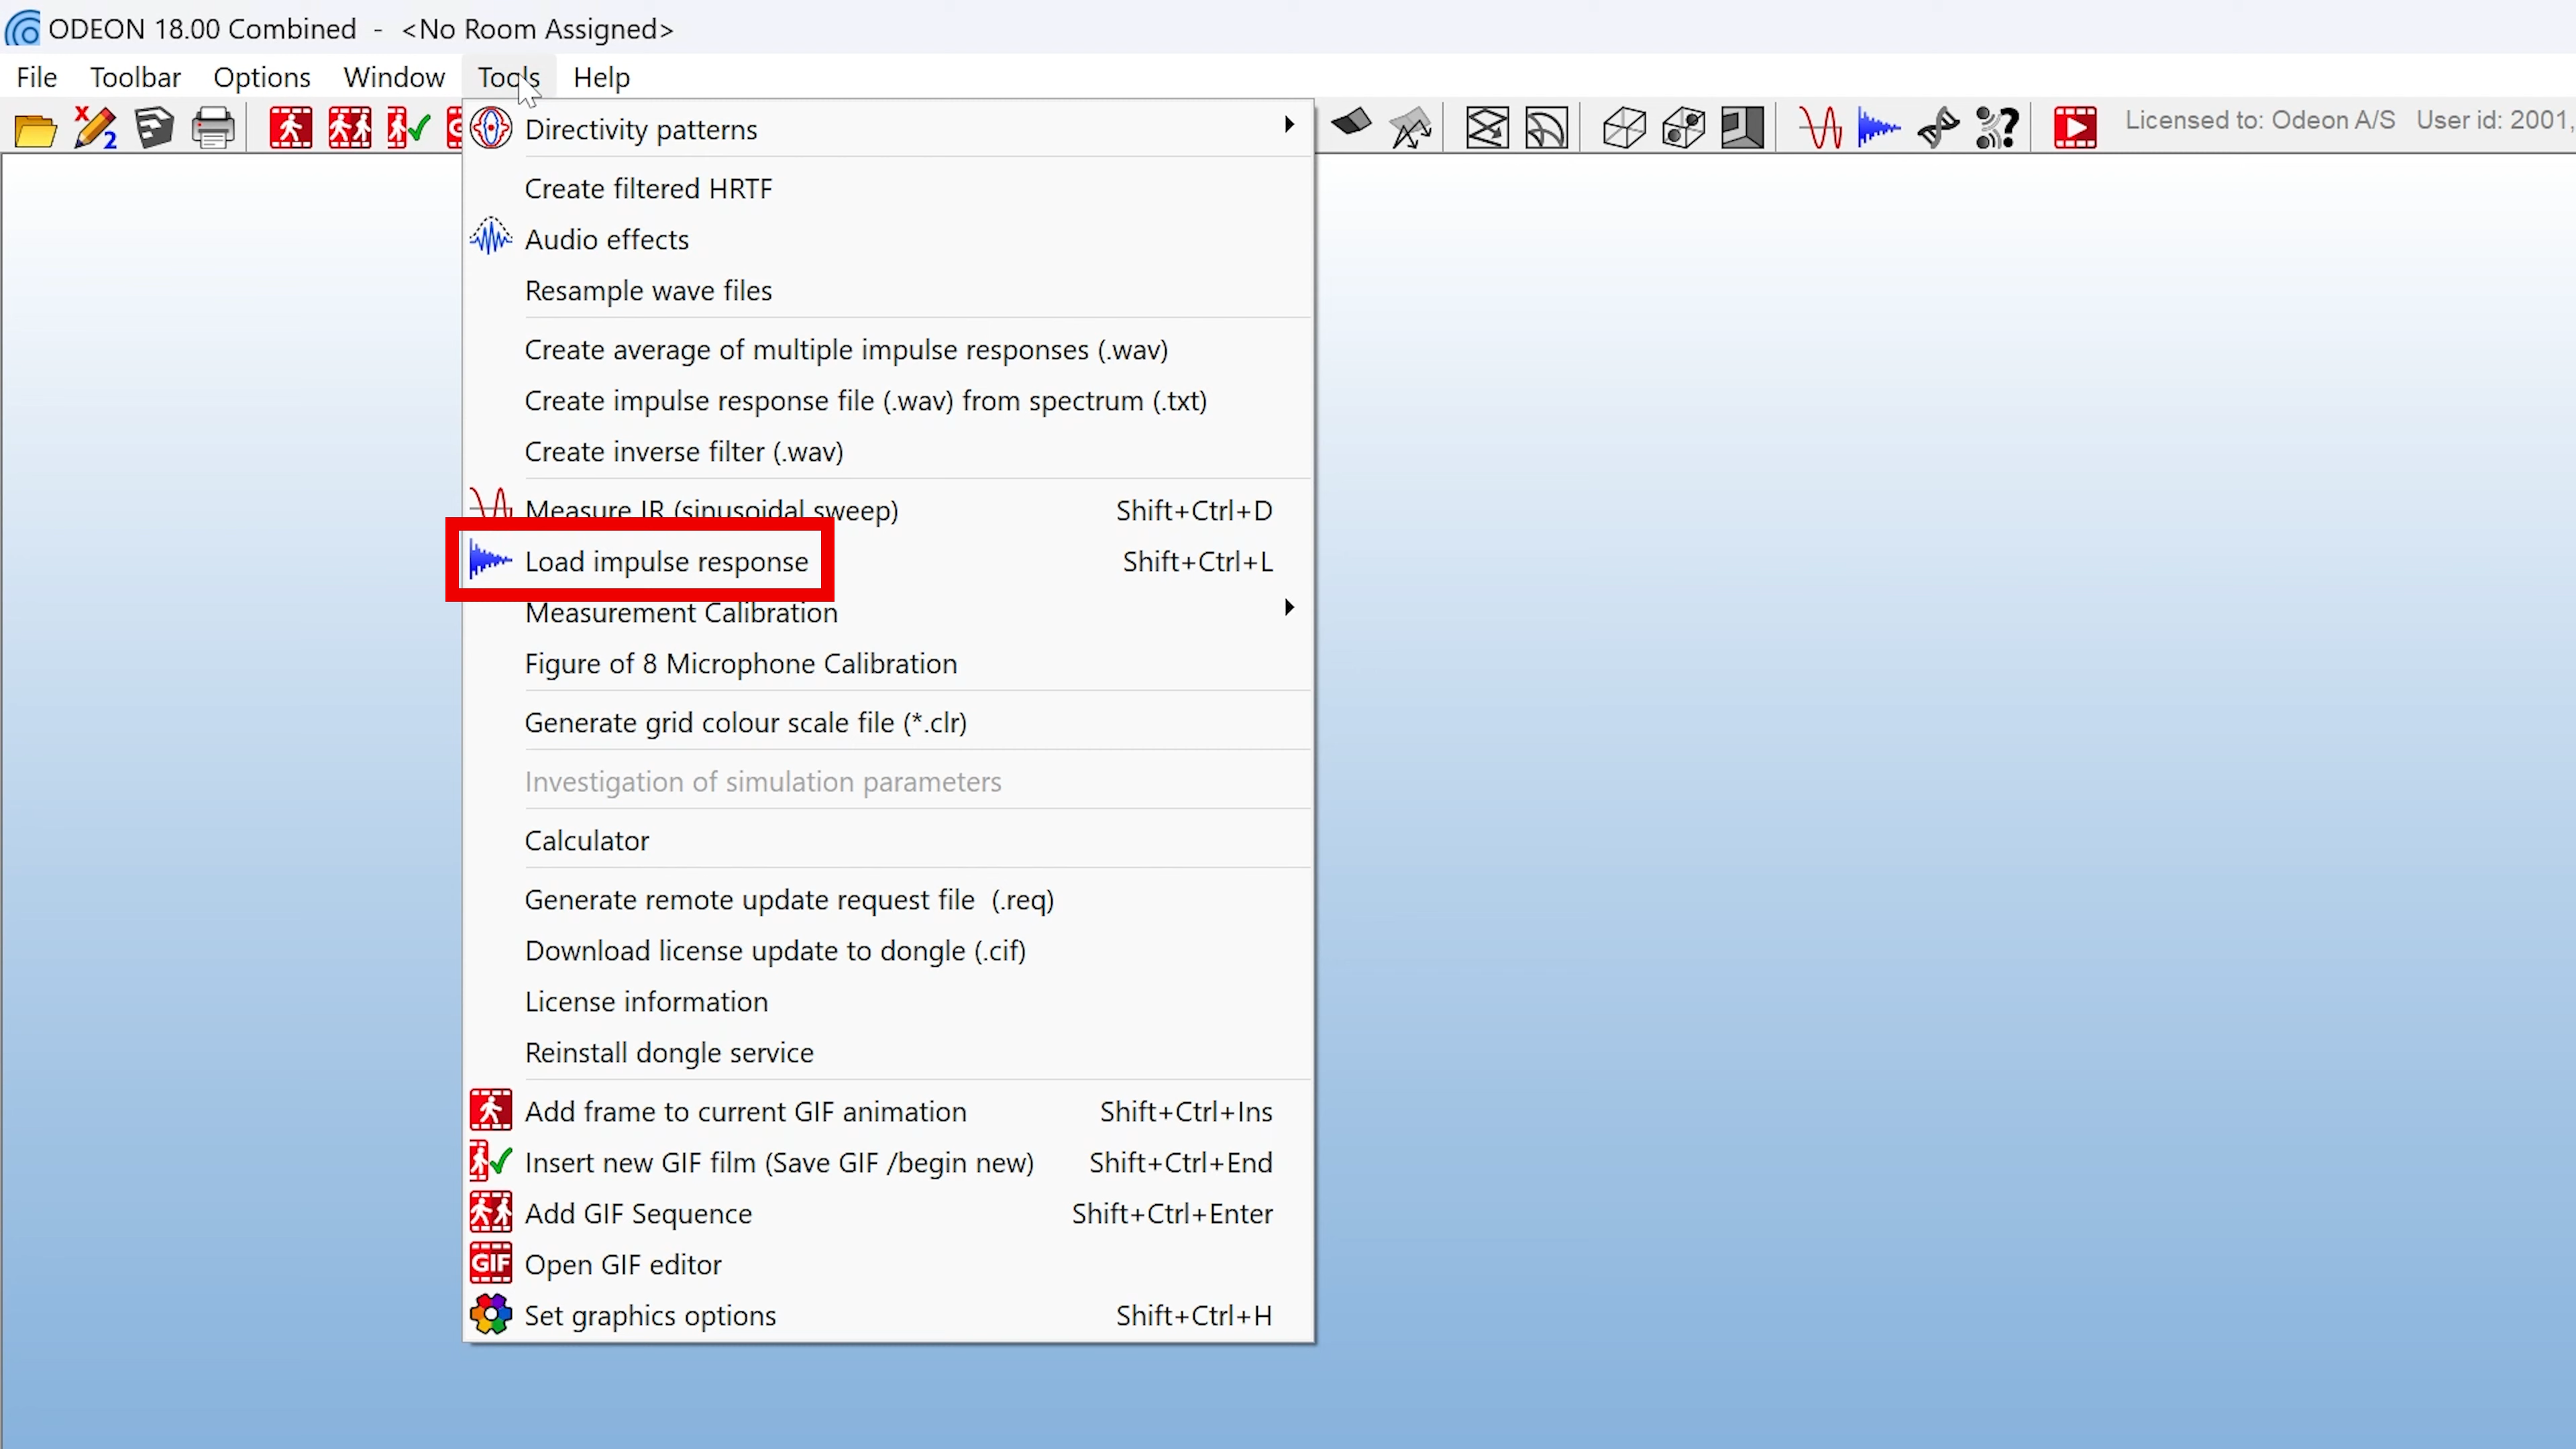 ODEON 18.00 Combined - <No Room Assigned>
File Toolbar Options Window Tools Help
Licensed to: Odeon A/S User id: 2001,
Directivity patterns
Create filtered HRTF
Audio effects
Resample wave files
Create average of multiple impulse responses (.wav)
Create impulse response file (.wav) from spectrum (.txt)
Create inverse filter (.wav)
Measure IR (sinusoidal sweep) Shift+Ctrl+D
Load impulse response Shift+Ctrl+L
Measurement Calibration
Figure of 8 Microphone Calibration
Generate grid colour scale file (*.clr)
Investigation of simulation parameters
Calculator
Generate remote update request file (.req)
Download license update to dongle (.cif)
License information
Reinstall dongle service
Add frame to current GIF animation Shift+Ctrl+Ins
Insert new GIF film (Save GIF /begin new) Shift+Ctrl+End
Add GIF Sequence Shift+Ctrl+Enter
GIF Open GIF editor
Set graphics options Shift+Ctrl+H